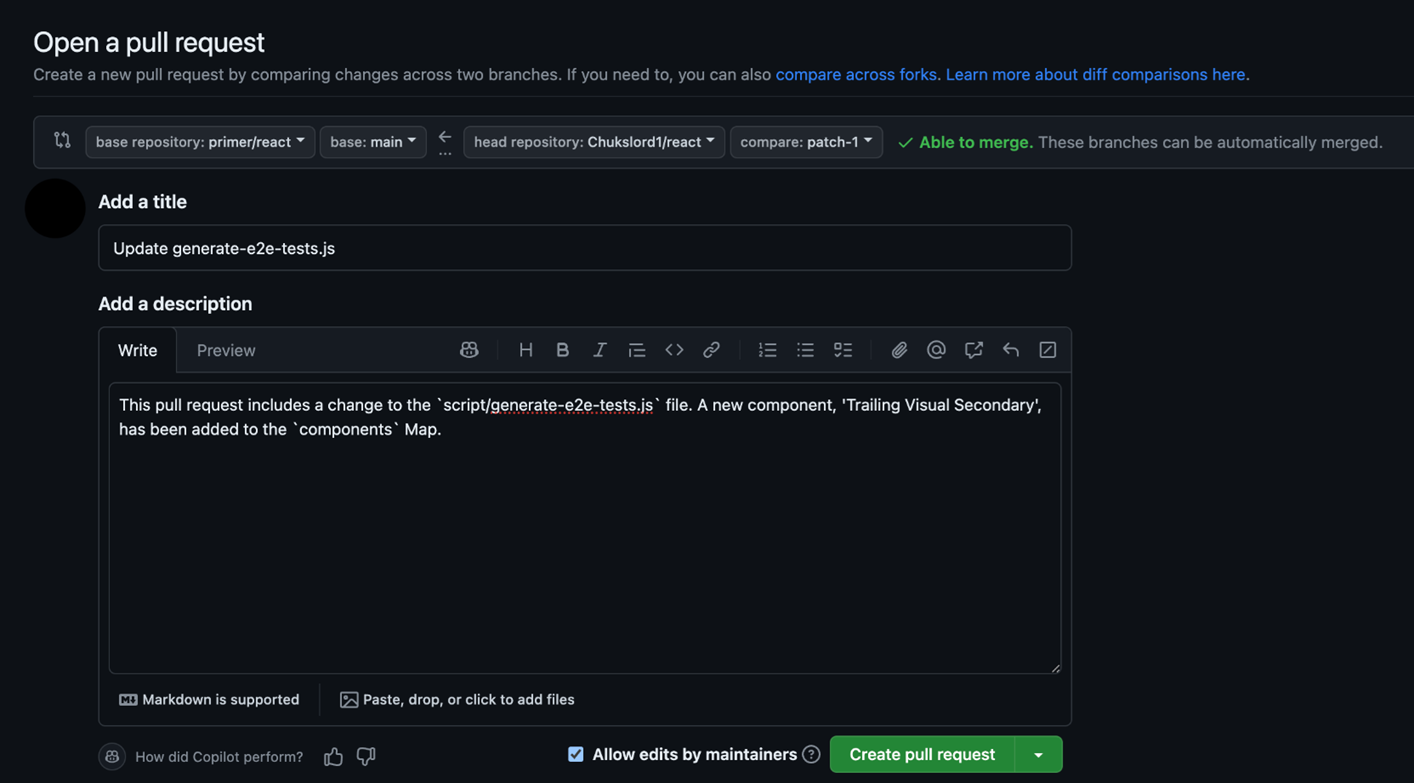 Open a pull request
Create a new pull request by comparing changes across two branches. If you need to, you can also compare across forks. Learn more about diff comparisons here.
base repository: primer/react base: main ← ... head repository: Chukslord1/react compare: patch-1 ✓ Able to merge. These branches can be automatically merged.
Add a title
Update generate-e2e-tests.js
Add a description
Write Preview
This pull request includes a change to the `script/generate-e2e-tests.js` file. A new component, 'Trailing Visual Secondary',
has been added to the `components` Map.
Markdown is supported Paste, drop, or click to add files
How did Copilot perform? Allow edits by maintainers Create pull request